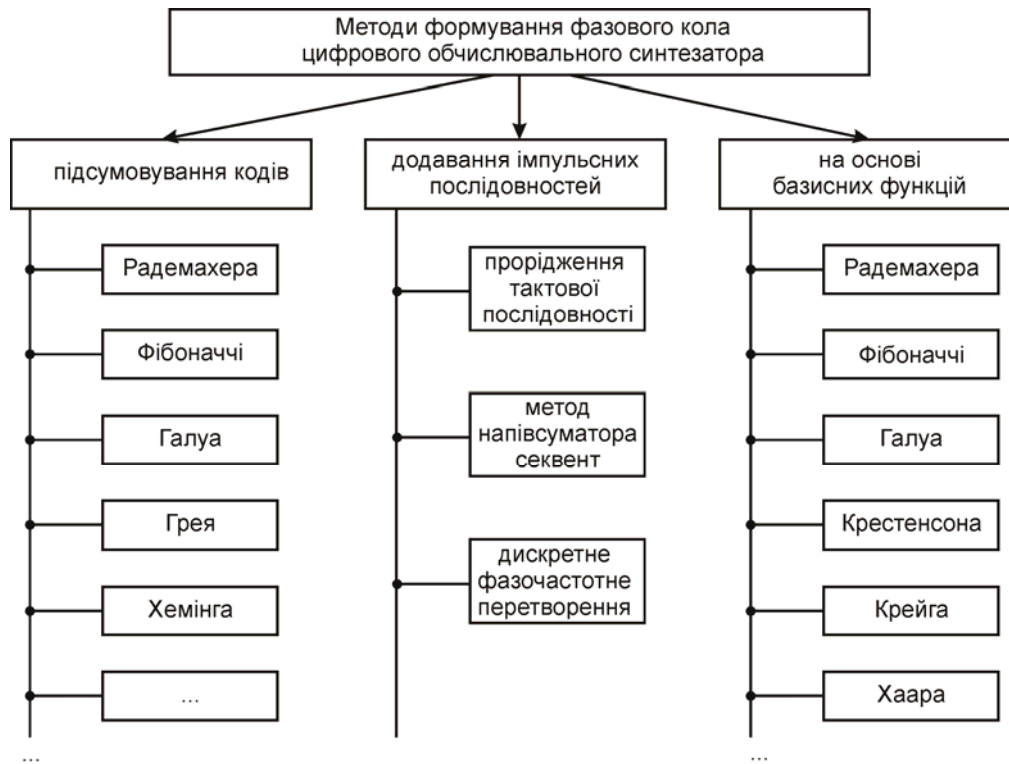 Методи формування фазового кола
цифрового обчислювального синтезатора
підсумовування кодів
Радемахера
Фібоначчі
Галуа
Грея
Хемінга
...
...
додавання імпульсних
послідовностей
прорідження
тактової
послідовності
метод
напівсуматора
секвент
дискретне
фазочастотне
перетворення
на основі
базисних функцій
Радемахера
Фібоначчі
Галуа
Крестенсона
Крейга
Хаара
...